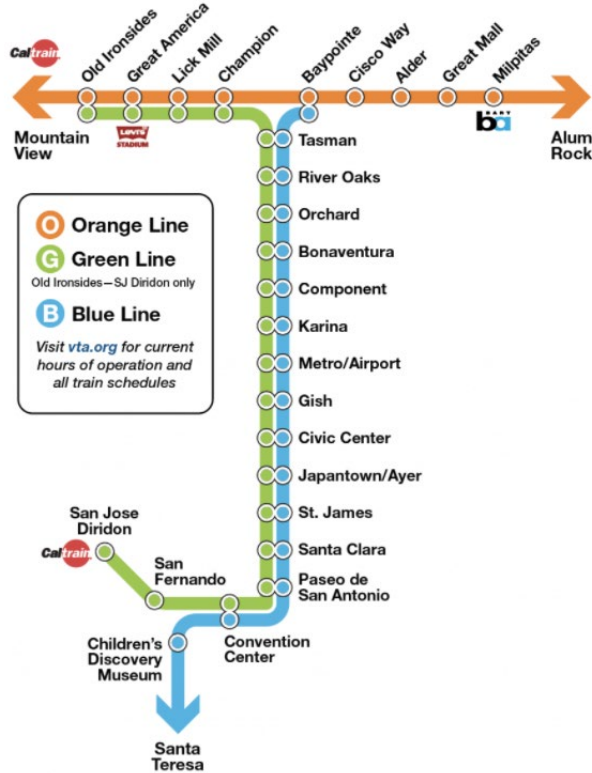 Caltrain
Old Ironsides
Great America
Lick Mill
Champion
Baypointe
Cisco Way
Alder
Great Mall
Milpitas
Mountain
View
LEVI'S
STADIUM
BART
ba
Alum
Rock
Tasman
River Oaks
Orchard
Bonaventura
Component
Karina
Metro/Airport
Gish
Civic Center
Japantown/Ayer
St. James
Santa Clara
Paseo de
San Antonio
O Orange Line
G Green Line
Old Ironsides—SJ Diridon only
B Blue Line
Visit vta.org for current
hours of operation and
all train schedules
San Jose
Diridon
Caltrain
San
Fernando
Convention
Center
Children's
Discovery
Museum
Santa
Teresa